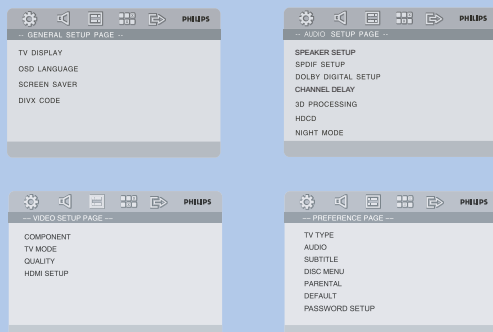 PHILIPS
-- GENERAL SETUP PAGE --
TV DISPLAY
OSD LANGUAGE
SCREEN SAVER
DIVX CODE
PHILIPS
-- AUDIO SETUP PAGE --
SPEAKER SETUP
SPDIF SETUP
DOLBY DIGITAL SETUP
CHANNEL DELAY
3D PROCESSING
HDCD
NIGHT MODE
PHILIPS
--- VIDEO SETUP PAGE ---
COMPONENT
TV MODE
QUALITY
HDMI SETUP
PHILIPS
--- PREFERENCE PAGE ---
TV TYPE
AUDIO
SUBTITLE
DISC MENU
PARENTAL
DEFAULT
PASSWORD SETUP